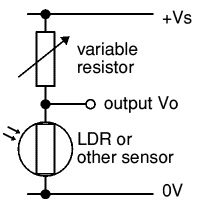 +Vs
variable
resistor
output Vo
LDR or
other sensor
0V